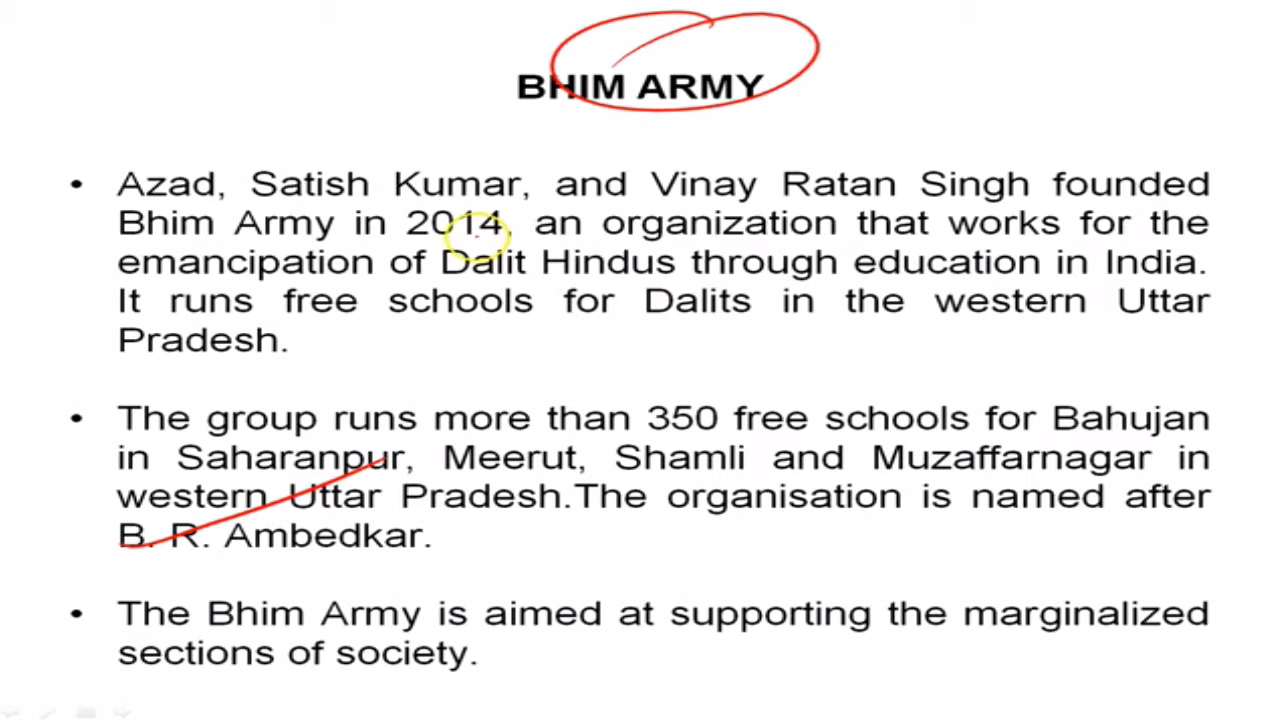 BHIM ARMY
• Azad, Satish Kumar, and Vinay Ratan Singh founded
Bhim Army in 2014, an organization that works for the
emancipation of Dalit Hindus through education in India.
It runs free schools for Dalits in the western Uttar
Pradesh.
• The group runs more than 350 free schools for Bahujan
in Saharanpur, Meerut, Shamli and Muzaffarnagar in
western Uttar Pradesh.The organisation is named after
B. R. Ambedkar.
• The Bhim Army is aimed at supporting the marginalized
sections of society.